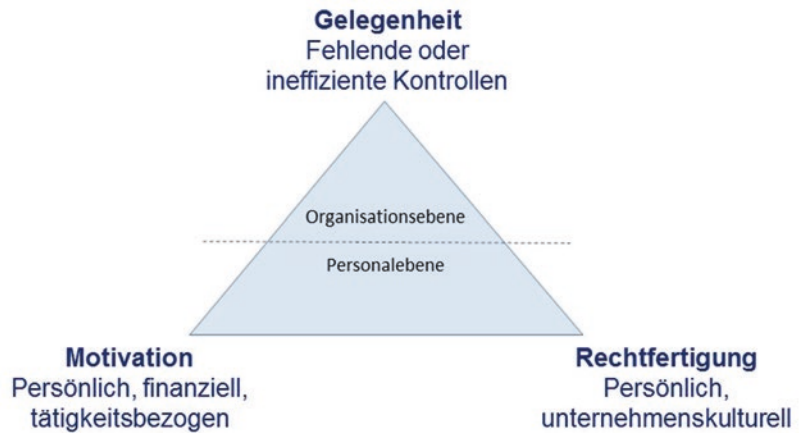 Gelegenheit
Fehlende oder
ineffiziente Kontrollen
Organisationsebene
Personalebene
Motivation
Persönlich, finanziell,
tätigkeitsbezogen
Rechtfertigung
Persönlich,
unternehmenskulturell